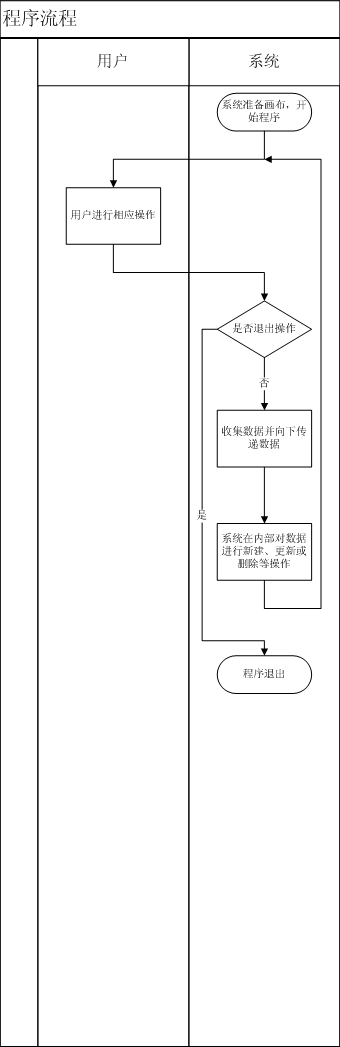 程序流程
用户
系统
系统准备画布，开
始程序
用户进行相应操作
是否退出操作
否
收集数据并向下传
递数据
是
系统在内部对数据
进行新建、更新或
删除等操作
程序退出